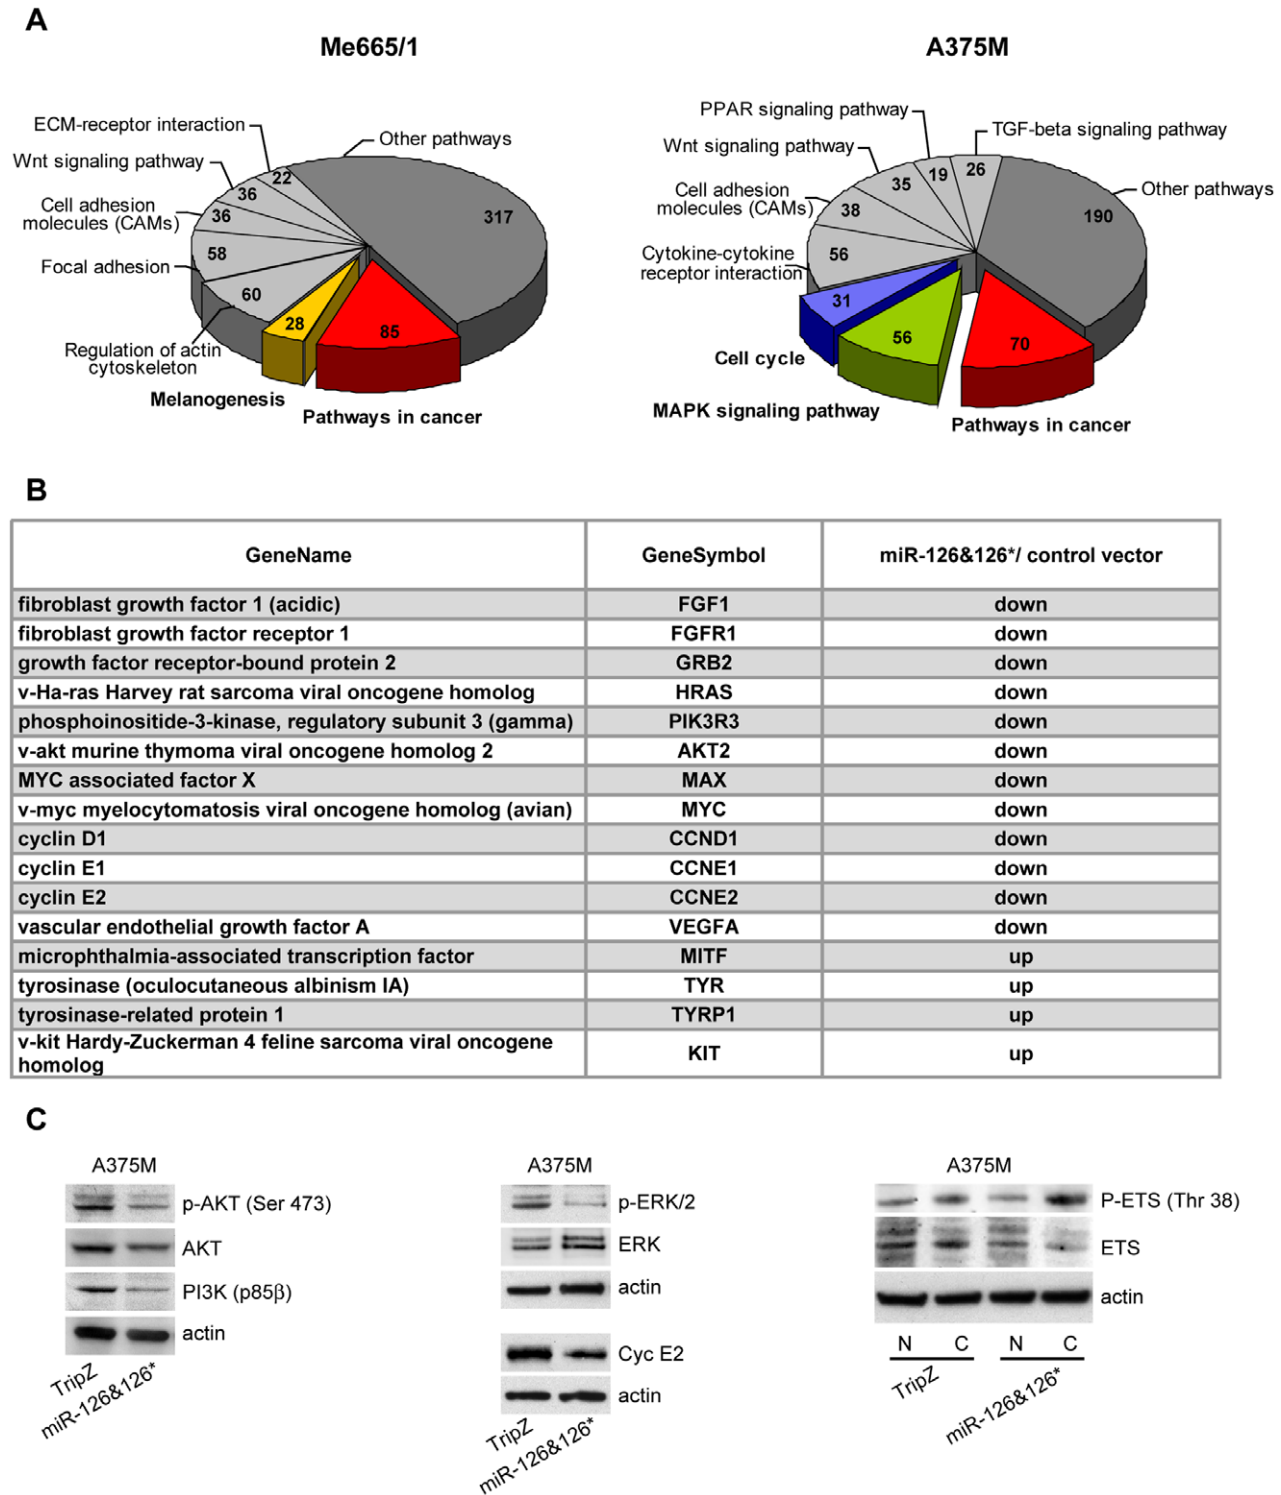 A
Me665/1
A375M
ECM-receptor interaction
Other pathways
Wnt signaling pathway
Cell adhesion
molecules (CAMs)
Focal adhesion
Regulation of actin
cytoskeleton
Melanogenesis
Pathways in cancer
22
36
36
58
60
28
85
317
PPAR signaling pathway
TGF-beta signaling pathway
Wnt signaling pathway
Cell adhesion
molecules (CAMs)
Other pathways
Cytokine-cytokine
receptor interaction
Cell cycle
MAPK signaling pathway
Pathways in cancer
35
19
26
38
56
31
56
70
190
B
GeneName GeneSymbol miR-126&126*/ control vector
fibroblast growth factor 1 (acidic) FGF1 down
fibroblast growth factor receptor 1 FGFR1 down
growth factor receptor-bound protein 2 GRB2 down
v-Ha-ras Harvey rat sarcoma viral oncogene homolog HRAS down
phosphoinositide-3-kinase, regulatory subunit 3 (gamma) PIK3R3 down
v-akt murine thymoma viral oncogene homolog 2 AKT2 down
MYC associated factor X MAX down
v-myc myelocytomatosis viral oncogene homolog (avian) MYC down
cyclin D1 CCND1 down
cyclin E1 CCNE1 down
cyclin E2 CCNE2 down
vascular endothelial growth factor A VEGFA down
microphthalmia-associated transcription factor MITF up
tyrosinase (oculocutaneous albinism IA) TYR up
tyrosinase-related protein 1 TYRP1 up
v-kit Hardy-Zuckerman 4 feline sarcoma viral oncogene
homolog KIT up
C
A375M
p-AKT (Ser 473)
AKT
PI3K (p85β)
actin
TripZ
miR-126&126*
A375M
p-ERK/2
ERK
actin
Cyc E2
actin
TripZ
miR-126&126*
A375M
P-ETS (Thr 38)
ETS
actin
N C N C
TripZ
miR-126&126*